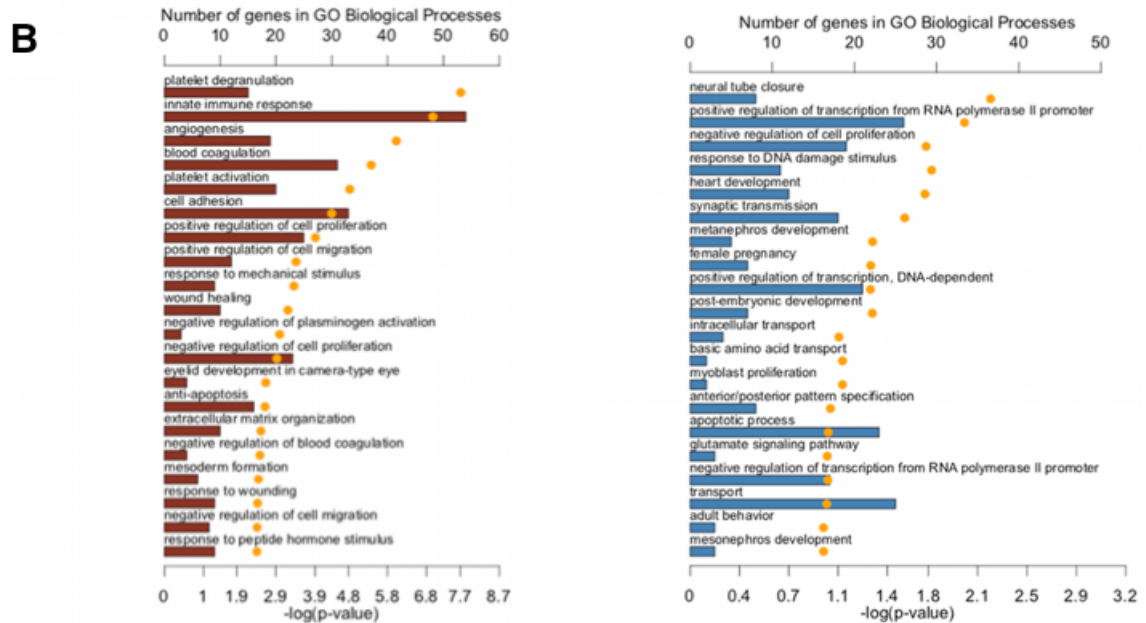 B
Number of genes in GO Biological Processes
0 10 20 30 40 50 60
platelet degranulation
innate immune response
angiogenesis
blood coagulation
platelet activation
cell adhesion
positive regulation of cell proliferation
positive regulation of cell migration
response to mechanical stimulus
wound healing
negative regulation of plasminogen activation
negative regulation of cell proliferation
eyelid development in camera-type eye
anti-apoptosis
extracellular matrix organization
negative regulation of blood coagulation
mesoderm formation
response to wounding
negative regulation of cell migration
response to peptide hormone stimulus
0 1 1.9 2.9 3.9 4.8 5.8 6.8 7.7 8.7
-log(p-value)
Number of genes in GO Biological Processes
0 10 20 30 40 50
neural tube closure
positive regulation of transcription from RNA polymerase II promoter
negative regulation of cell proliferation
response to DNA damage stimulus
heart development
synaptic transmission
metanephros development
female pregnancy
positive regulation of transcription, DNA-dependent
post-embryonic development
intracellular transport
basic amino acid transport
myoblast proliferation
anterior/posterior pattern specification
apoptotic process
glutamate signaling pathway
negative regulation of transcription from RNA polymerase II promoter
transport
adult behavior
mesonephros development
0 0.4 0.7 1.1 1.4 1.8 2.1 2.5 2.9 3.2
-log(p-value)